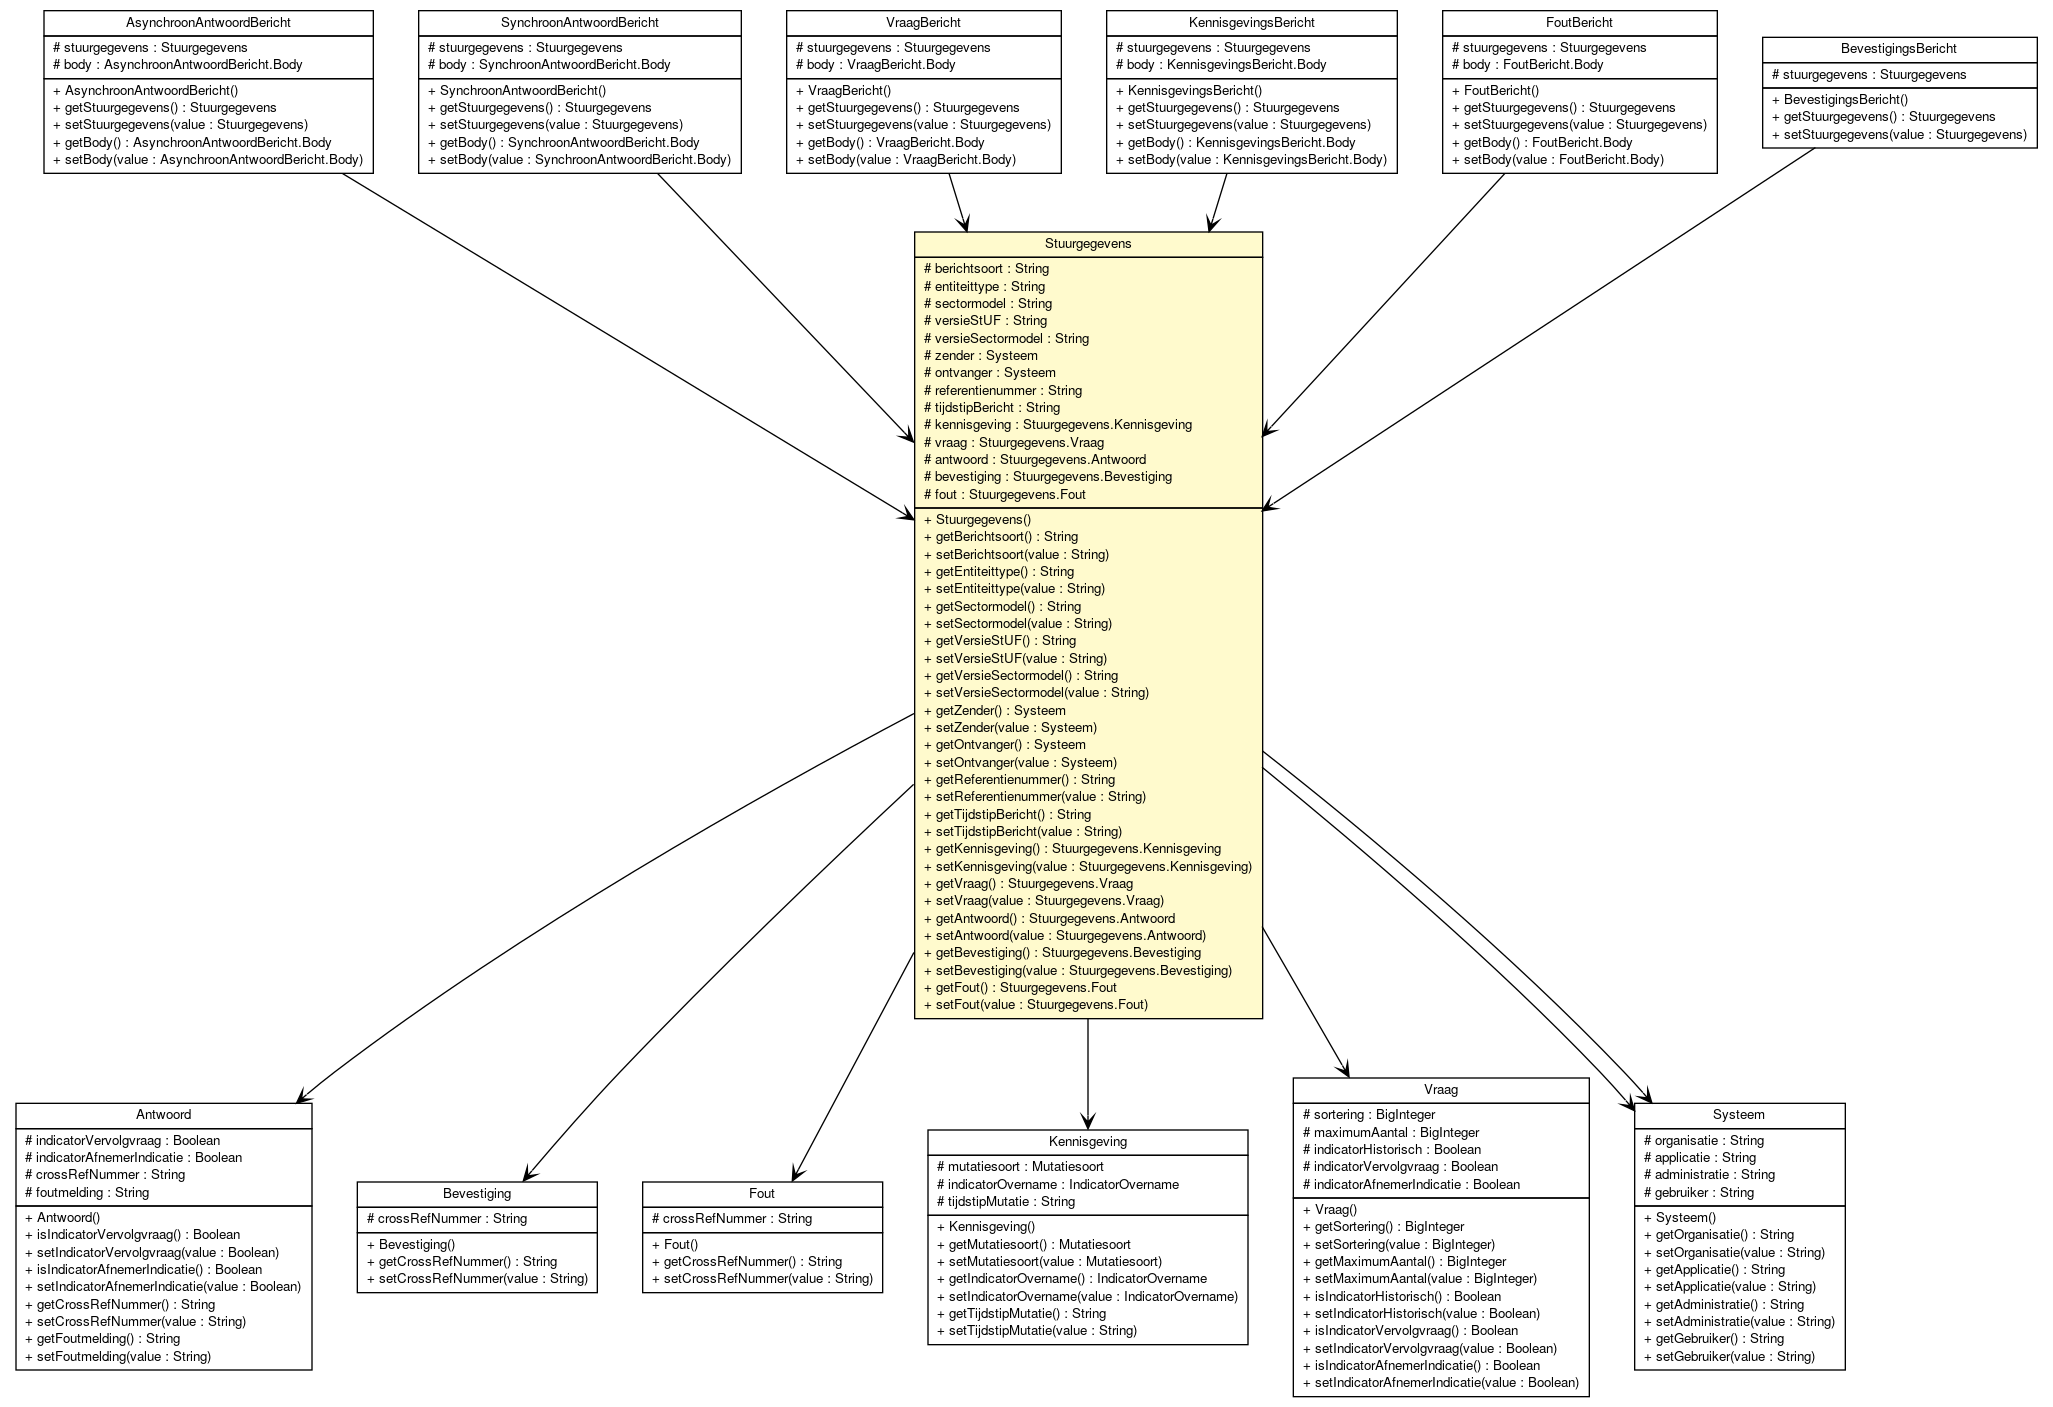 AsynchroonAntwoordBericht
# stuurgegevens : Stuurgegevens
# body : AsynchroonAntwoordBericht.Body
+ AsynchroonAntwoordBericht()
+ getStuurgegevens() : Stuurgegevens
+ setStuurgegevens(value : Stuurgegevens)
+ getBody() : AsynchroonAntwoordBericht.Body
+ setBody(value : AsynchroonAntwoordBericht.Body)
SynchroonAntwoordBericht
# stuurgegevens : Stuurgegevens
# body : SynchroonAntwoordBericht.Body
+ SynchroonAntwoordBericht()
+ getStuurgegevens() : Stuurgegevens
+ setStuurgegevens(value : Stuurgegevens)
+ getBody() : SynchroonAntwoordBericht.Body
+ setBody(value : SynchroonAntwoordBericht.Body)
VraagBericht
# stuurgegevens : Stuurgegevens
# body : VraagBericht.Body
+ VraagBericht()
+ getStuurgegevens() : Stuurgegevens
+ setStuurgegevens(value : Stuurgegevens)
+ getBody() : VraagBericht.Body
+ setBody(value : VraagBericht.Body)
KennisgevingsBericht
# stuurgegevens : Stuurgegevens
# body : KennisgevingsBericht.Body
+ KennisgevingsBericht()
+ getStuurgegevens() : Stuurgegevens
+ setStuurgegevens(value : Stuurgegevens)
+ getBody() : KennisgevingsBericht.Body
+ setBody(value : KennisgevingsBericht.Body)
FoutBericht
# stuurgegevens : Stuurgegevens
# body : FoutBericht.Body
+ FoutBericht()
+ getStuurgegevens() : Stuurgegevens
+ setStuurgegevens(value : Stuurgegevens)
+ getBody() : FoutBericht.Body
+ setBody(value : FoutBericht.Body)
BevestigingsBericht
# stuurgegevens : Stuurgegevens
+ BevestigingsBericht()
+ getStuurgegevens() : Stuurgegevens
+ setStuurgegevens(value : Stuurgegevens)
Stuurgegevens
# berichtsoort : String
# entiteittype : String
# sectormodel : String
# versieStUF : String
# versieSectormodel : String
# zender : Systeem
# ontvanger : Systeem
# referentienummer : String
# tijdstipBericht : String
# kennisgeving : Stuurgegevens.Kennisgeving
# vraag : Stuurgegevens.Vraag
# antwoord : Stuurgegevens.Antwoord
# bevestiging : Stuurgegevens.Bevestiging
# fout : Stuurgegevens.Fout
+ Stuurgegevens()
+ getBerichtsoort() : String
+ setBerichtsoort(value : String)
+ getEntiteittype() : String
+ setEntiteittype(value : String)
+ getSectormodel() : String
+ setSectormodel(value : String)
+ getVersieStUF() : String
+ setVersieStUF(value : String)
+ getVersieSectormodel() : String
+ setVersieSectormodel(value : String)
+ getZender() : Systeem
+ setZender(value : Systeem)
+ getOntvanger() : Systeem
+ setOntvanger(value : Systeem)
+ getReferentienummer() : String
+ setReferentienummer(value : String)
+ getTijdstipBericht() : String
+ setTijdstipBericht(value : String)
+ getKennisgeving() : Stuurgegevens.Kennisgeving
+ setKennisgeving(value : Stuurgegevens.Kennisgeving)
+ getVraag() : Stuurgegevens.Vraag
+ setVraag(value : Stuurgegevens.Vraag)
+ getAntwoord() : Stuurgegevens.Antwoord
+ setAntwoord(value : Stuurgegevens.Antwoord)
+ getBevestiging() : Stuurgegevens.Bevestiging
+ setBevestiging(value : Stuurgegevens.Bevestiging)
+ getFout() : Stuurgegevens.Fout
+ setFout(value : Stuurgegevens.Fout)
Antwoord
# indicatorVervolgvraag : Boolean
# indicatorAfnemerIndicatie : Boolean
# crossRefNummer : String
# foutmelding : String
+ Antwoord()
+ isIndicatorVervolgvraag() : Boolean
+ setIndicatorVervolgvraag(value : Boolean)
+ isIndicatorAfnemerIndicatie() : Boolean
+ setIndicatorAfnemerIndicatie(value : Boolean)
+ getCrossRefNummer() : String
+ setCrossRefNummer(value : String)
+ getFoutmelding() : String
+ setFoutmelding(value : String)
Bevestiging
# crossRefNummer : String
+ Bevestiging()
+ getCrossRefNummer() : String
+ setCrossRefNummer(value : String)
Fout
# crossRefNummer : String
+ Fout()
+ getCrossRefNummer() : String
+ setCrossRefNummer(value : String)
Kennisgeving
# mutatiesoort : Mutatiesoort
# indicatorOvername : IndicatorOvername
# tijdstipMutatie : String
+ Kennisgeving()
+ getMutatiesoort() : Mutatiesoort
+ setMutatiesoort(value : Mutatiesoort)
+ getIndicatorOvername() : IndicatorOvername
+ setIndicatorOvername(value : IndicatorOvername)
+ getTijdstipMutatie() : String
+ setTijdstipMutatie(value : String)
Vraag
# sortering : BigInteger
# maximumAantal : BigInteger
# indicatorHistorisch : Boolean
# indicatorVervolgvraag : Boolean
# indicatorAfnemerIndicatie : Boolean
+ Vraag()
+ getSortering() : BigInteger
+ setSortering(value : BigInteger)
+ getMaximumAantal() : BigInteger
+ setMaximumAantal(value : BigInteger)
+ isIndicatorHistorisch() : Boolean
+ setIndicatorHistorisch(value : Boolean)
+ isIndicatorVervolgvraag() : Boolean
+ setIndicatorVervolgvraag(value : Boolean)
+ isIndicatorAfnemerIndicatie() : Boolean
+ setIndicatorAfnemerIndicatie(value : Boolean)
Systeem
# organisatie : String
# applicatie : String
# administratie : String
# gebruiker : String
+ Systeem()
+ getOrganisatie() : String
+ setOrganisatie(value : String)
+ getApplicatie() : String
+ setApplicatie(value : String)
+ getAdministratie() : String
+ setAdministratie(value : String)
+ getGebruiker() : String
+ setGebruiker(value : String)